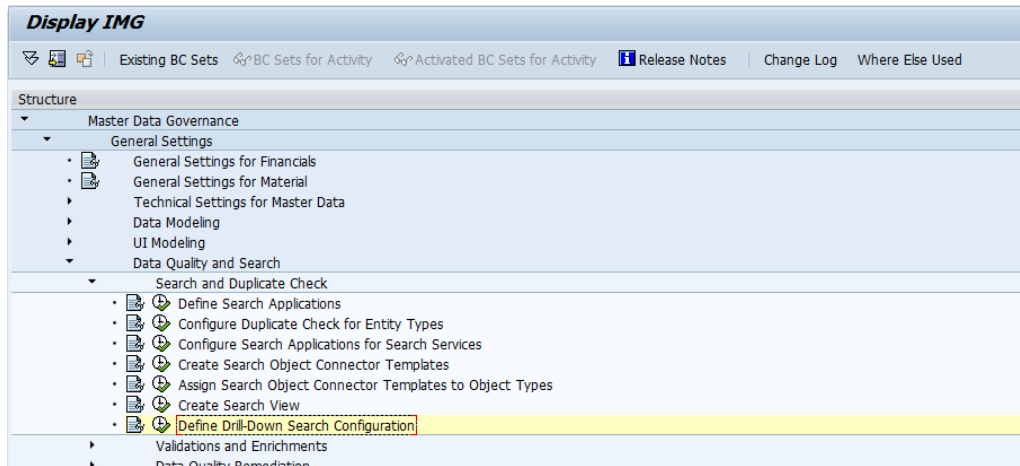 Display IMG
Existing BC Sets BC Sets for Activity Activated BC Sets for Activity Release Notes Change Log Where Else Used
Structure
Master Data Governance
General Settings
General Settings for Financials
General Settings for Material
Technical Settings for Master Data
Data Modeling
UI Modeling
Data Quality and Search
Search and Duplicate Check
Define Search Applications
Configure Duplicate Check for Entity Types
Configure Search Applications for Search Services
Create Search Object Connector Templates
Assign Search Object Connector Templates to Object Types
Create Search View
Define Drill-Down Search Configuration
Validations and Enrichments
Data Quality Remediation